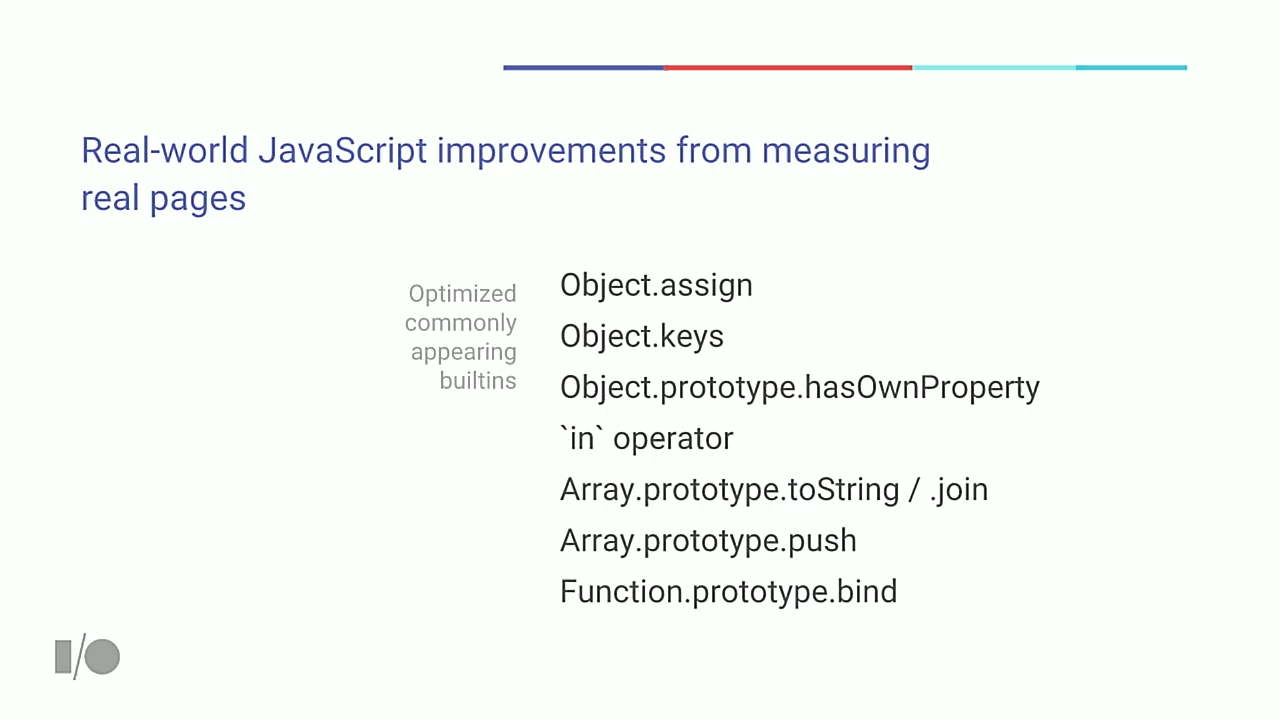 Real-world JavaScript improvements from measuring
real pages
Optimized
commonly
appearing
builtins
Object.assign
Object.keys
Object.prototype.hasOwnProperty
`in` operator
Array.prototype.toString / .join
Array.prototype.push
Function.prototype.bind
I/O